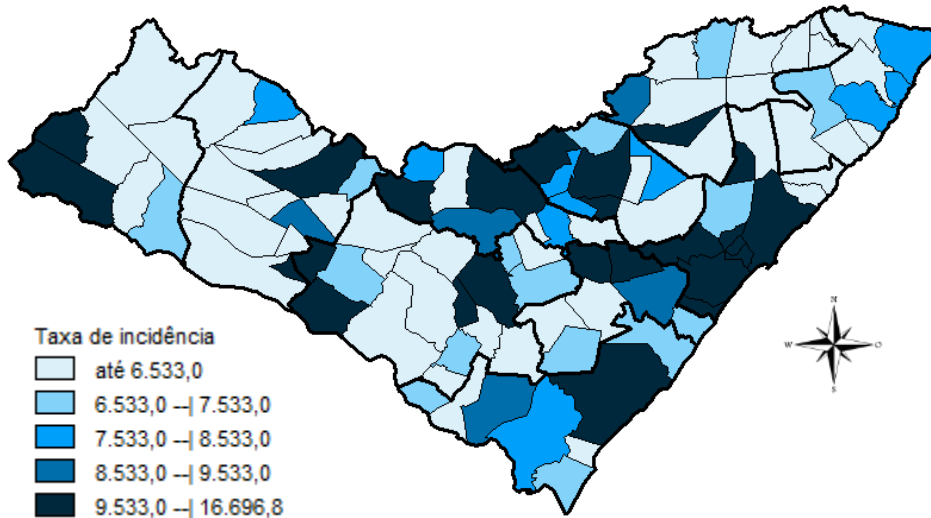 Taxa de incidência
até 6.533,0
6.533,0 --| 7.533,0
7.533,0 --| 8.533,0
8.533,0 --| 9.533,0
9.533,0 --| 16.696,8
N
W
O
S